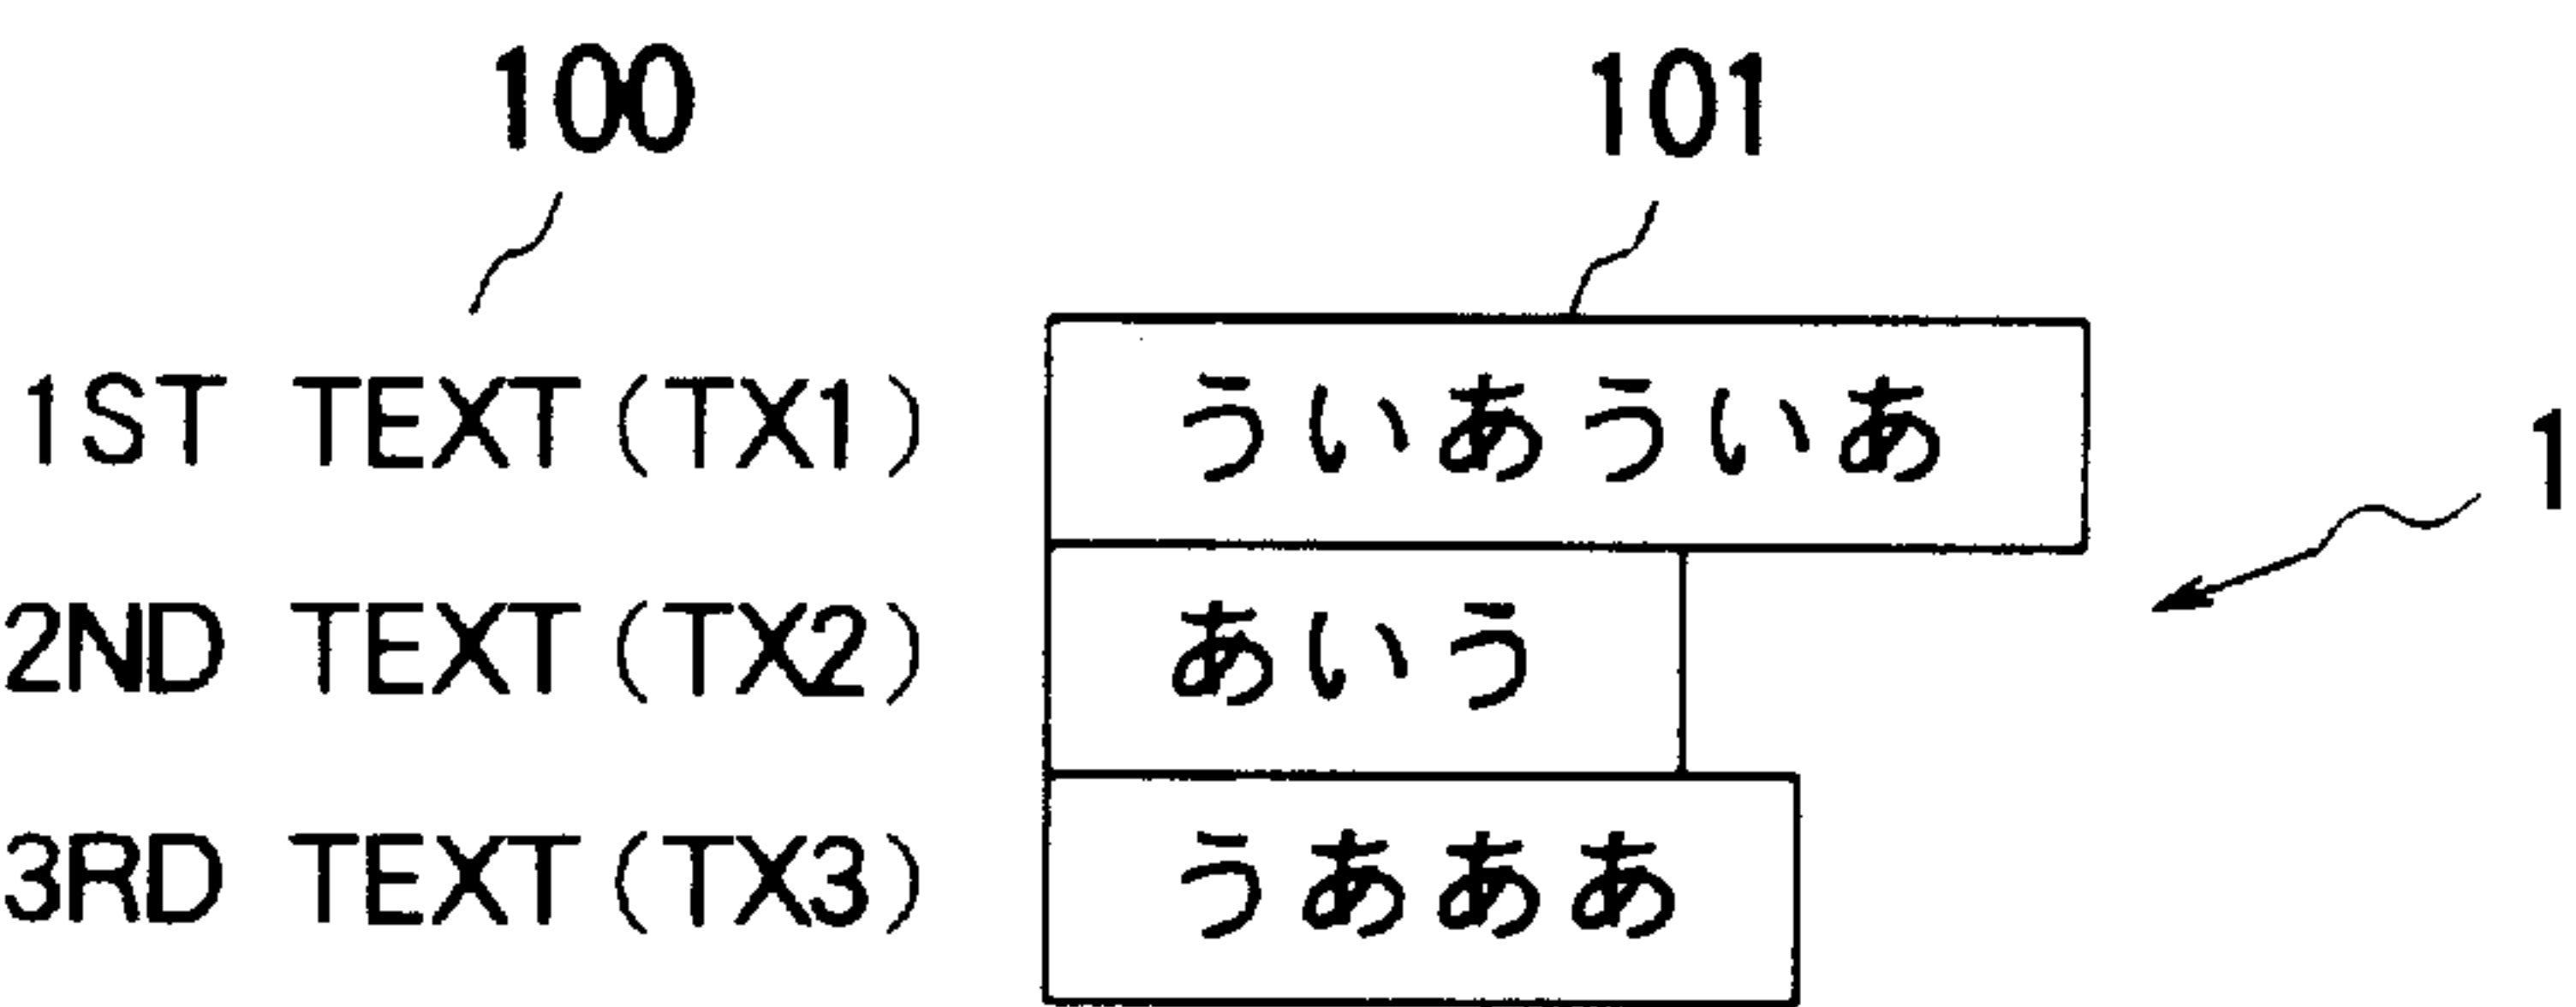 100 101
1ST TEXT(TX1) ういあういあ
1
2ND TEXT(TX2) あいう
3RD TEXT(TX3) うあああ